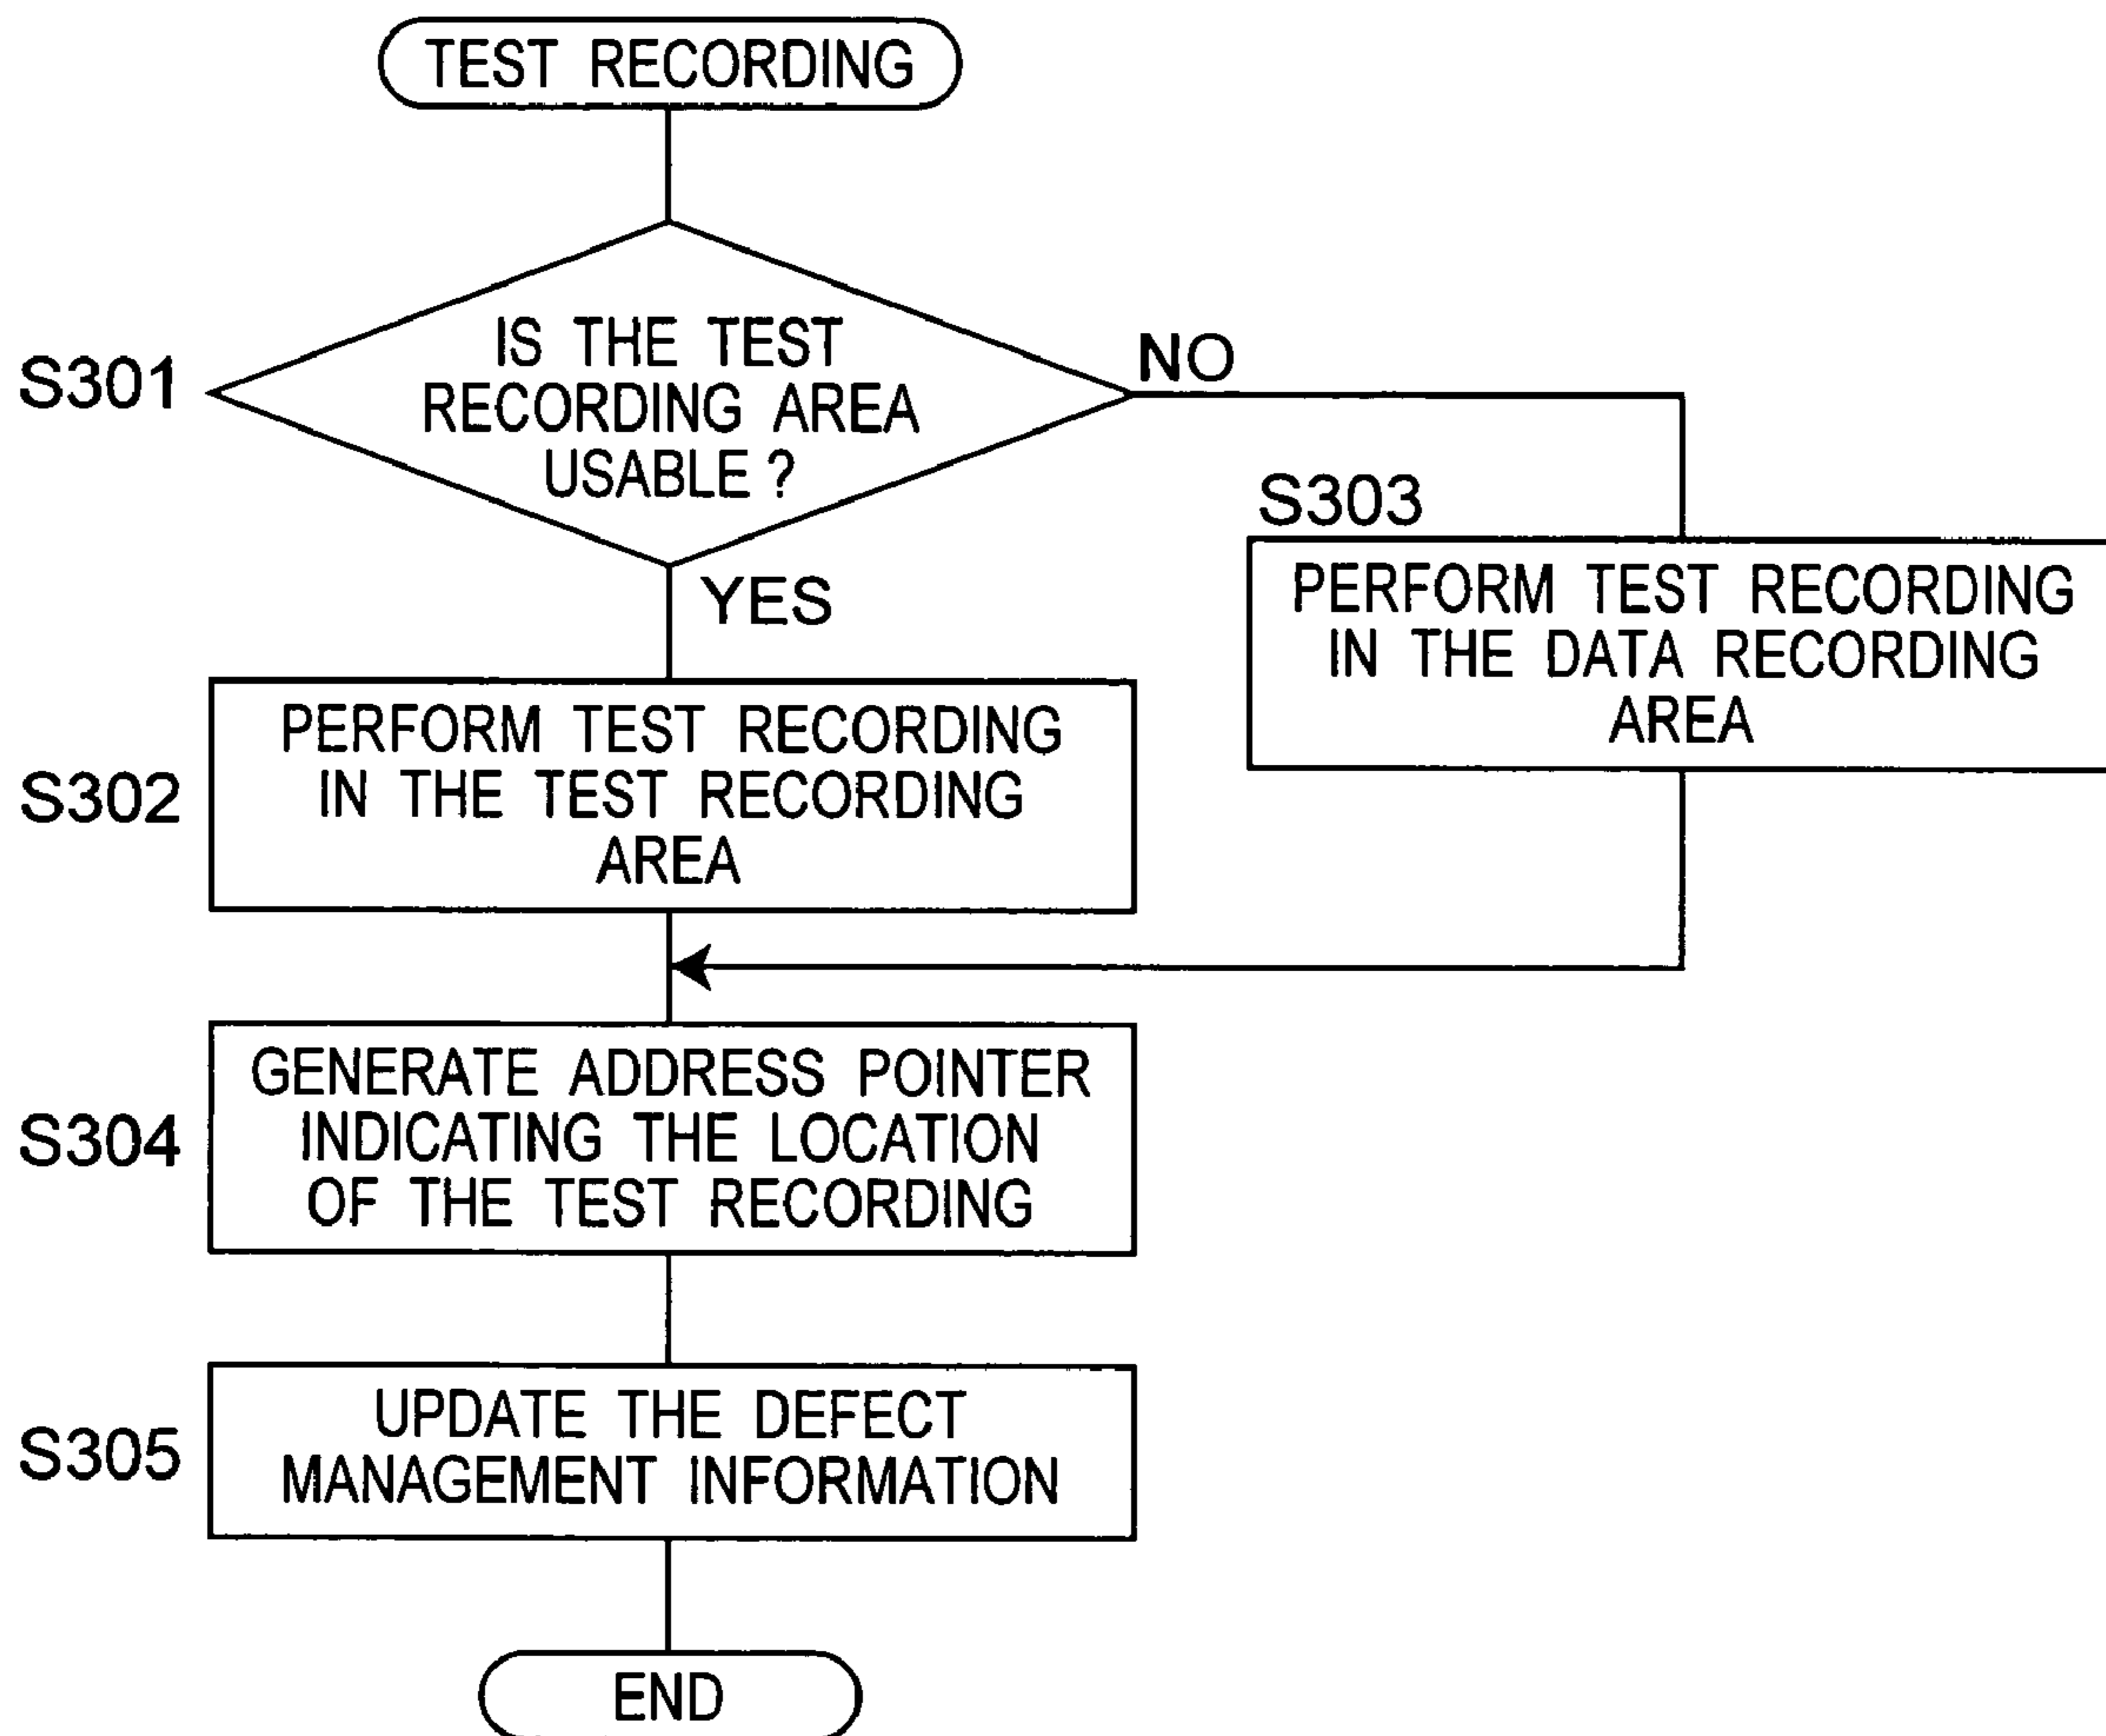 TEST RECORDING
S301
IS THE TEST
RECORDING AREA
USABLE ?
NO
YES
S303
PERFORM TEST RECORDING
IN THE DATA RECORDING
AREA
S302
PERFORM TEST RECORDING
IN THE TEST RECORDING
AREA
S304
GENERATE ADDRESS POINTER
INDICATING THE LOCATION
OF THE TEST RECORDING
S305
UPDATE THE DEFECT
MANAGEMENT INFORMATION
END